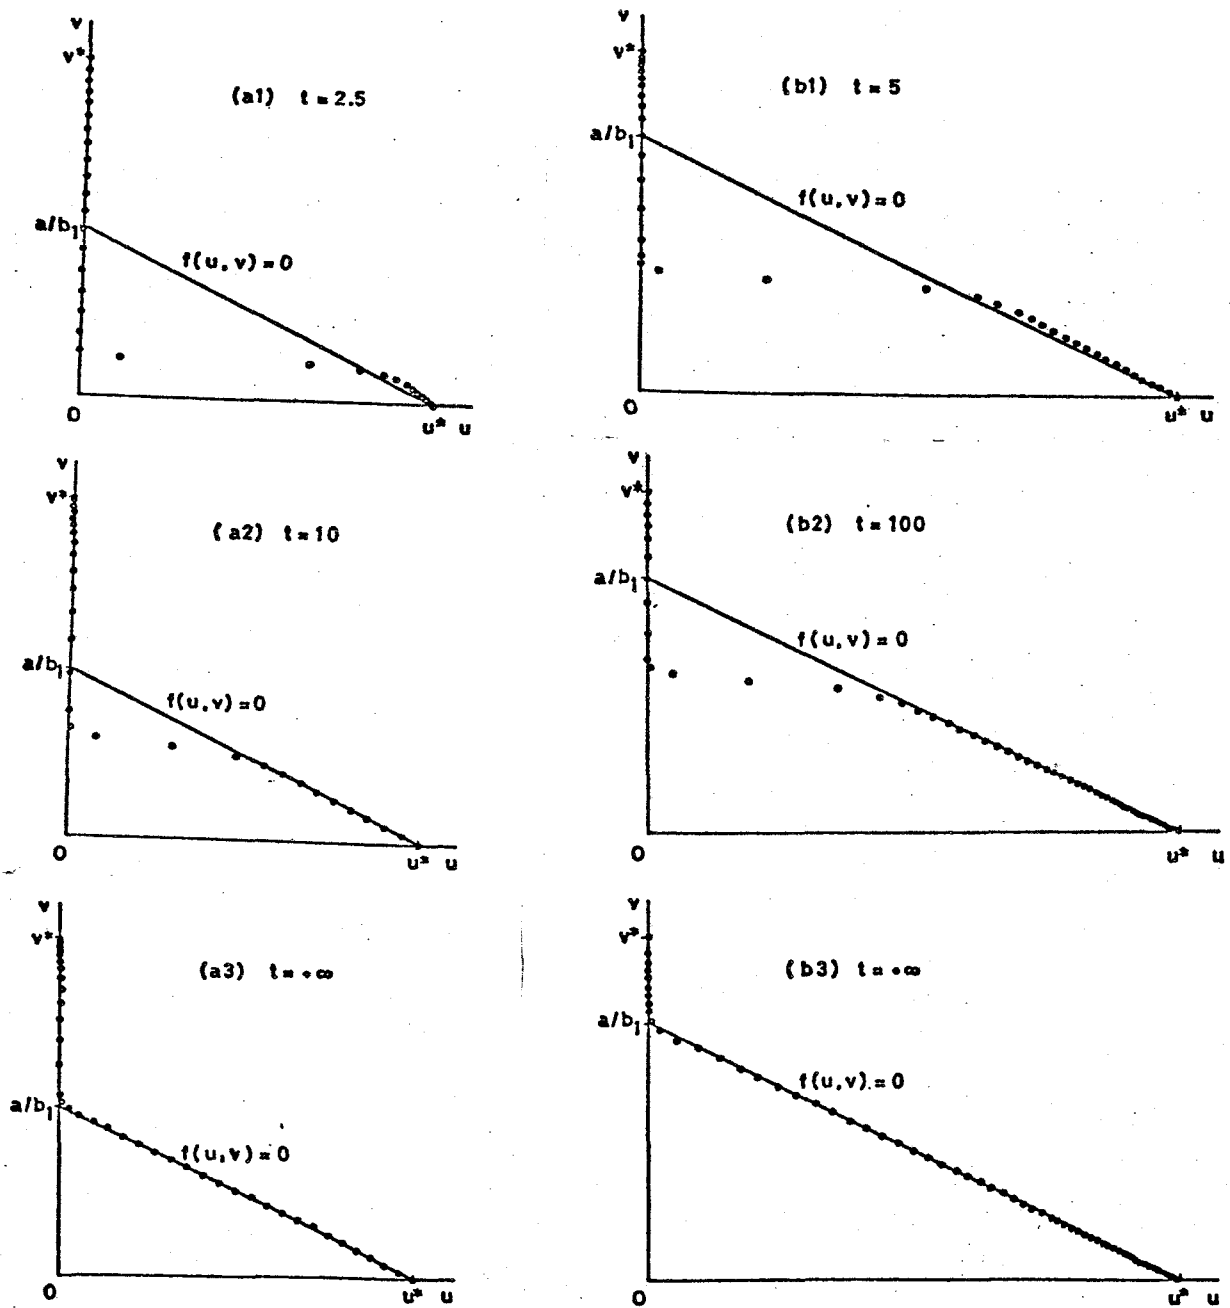 v
v*
(a1) t = 2.5
a/b1
f(u,v)=0
0
u* u
v
v*
(b1) t = 5
a/b1
f(u,v)=0
0
u* u
v
v*
(a2) t = 10
a/b1
f(u,v)=0
0
u* u
v
v*
(b2) t = 100
a/b1
f(u,v)=0
0
u* u
v
v*
(a3) t = +∞
a/b1
f(u,v)=0
0
u* u
v
v*
(b3) t = +∞
a/b1
f(u,v)=0
0
u* u